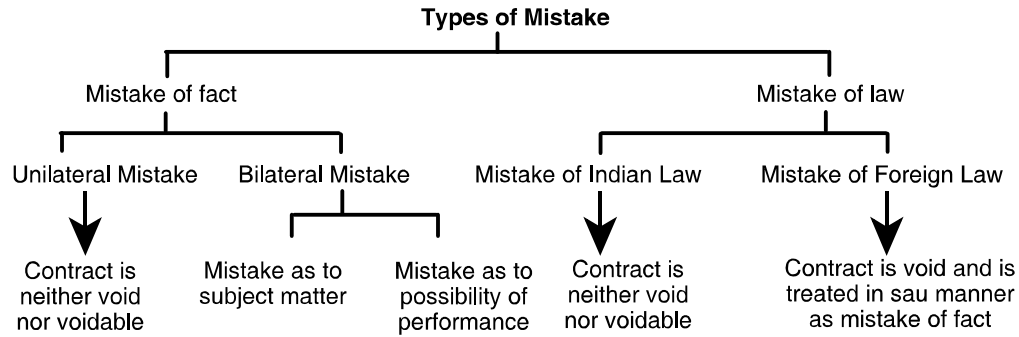 Types of Mistake
Mistake of fact
Mistake of law
Unilateral Mistake
Bilateral Mistake
Mistake of Indian Law
Mistake of Foreign Law
Contract is
neither void
nor voidable
Mistake as to
subject matter
Mistake as to
possibility of
performance
Contract is
neither void
nor voidable
Contract is void and is
treated in sau manner
as mistake of fact